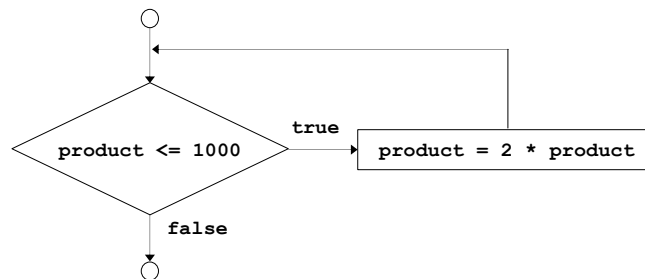 true
product <= 1000
product = 2 * product
false